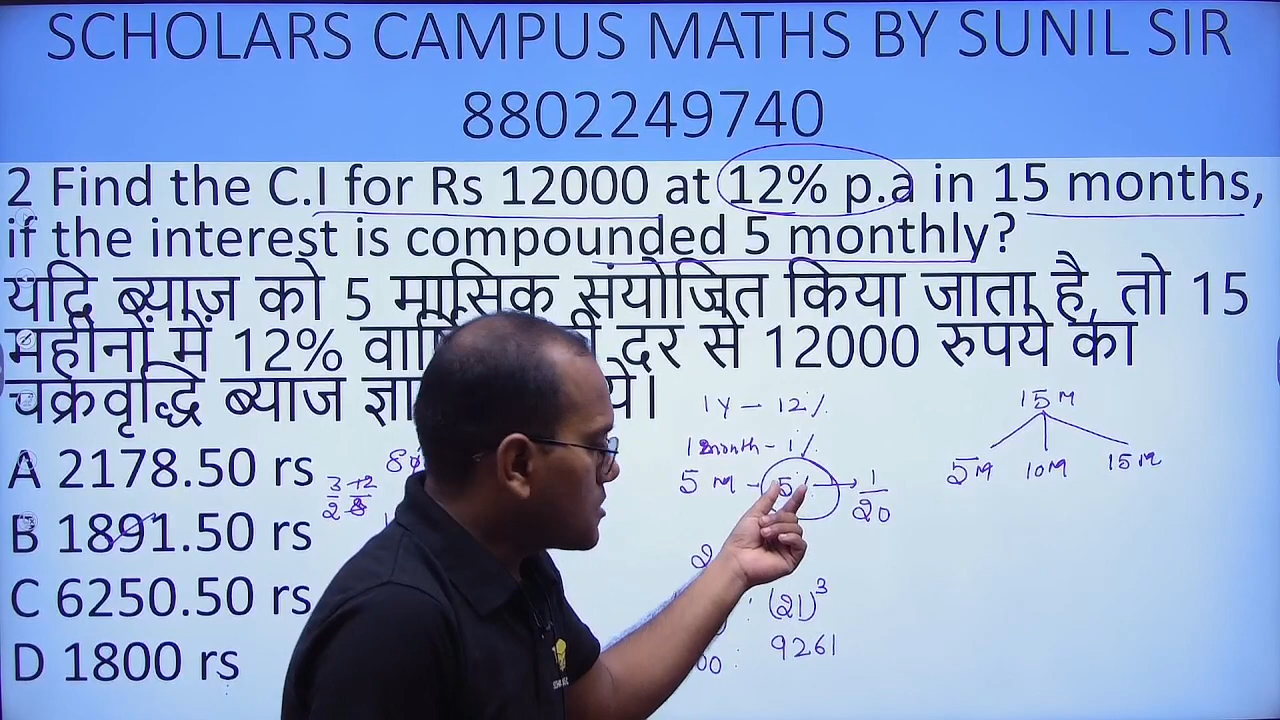 SCHOLARS CAMPUS MATHS BY SUNIL SIR
8802249740
2 Find the C.I for Rs 12000 at 12% p.a in 15 months,
if the interest is compounded 5 monthly?
यदि ब्याज़ को 5 मासिक संयोजित किया जाता है, तो 15
महीनों में 12% दर से 12000 रुपये का
चक्रवृद्धि ब्याज
A 2178.50 rs
B 1891.50 rs
C 6250.50 rs
D 1800 rs
1Y - 12%
1 month - 1%
5 M - 5% → 1/20
: (21)³
: 9261
15 M
5M 10M 15M